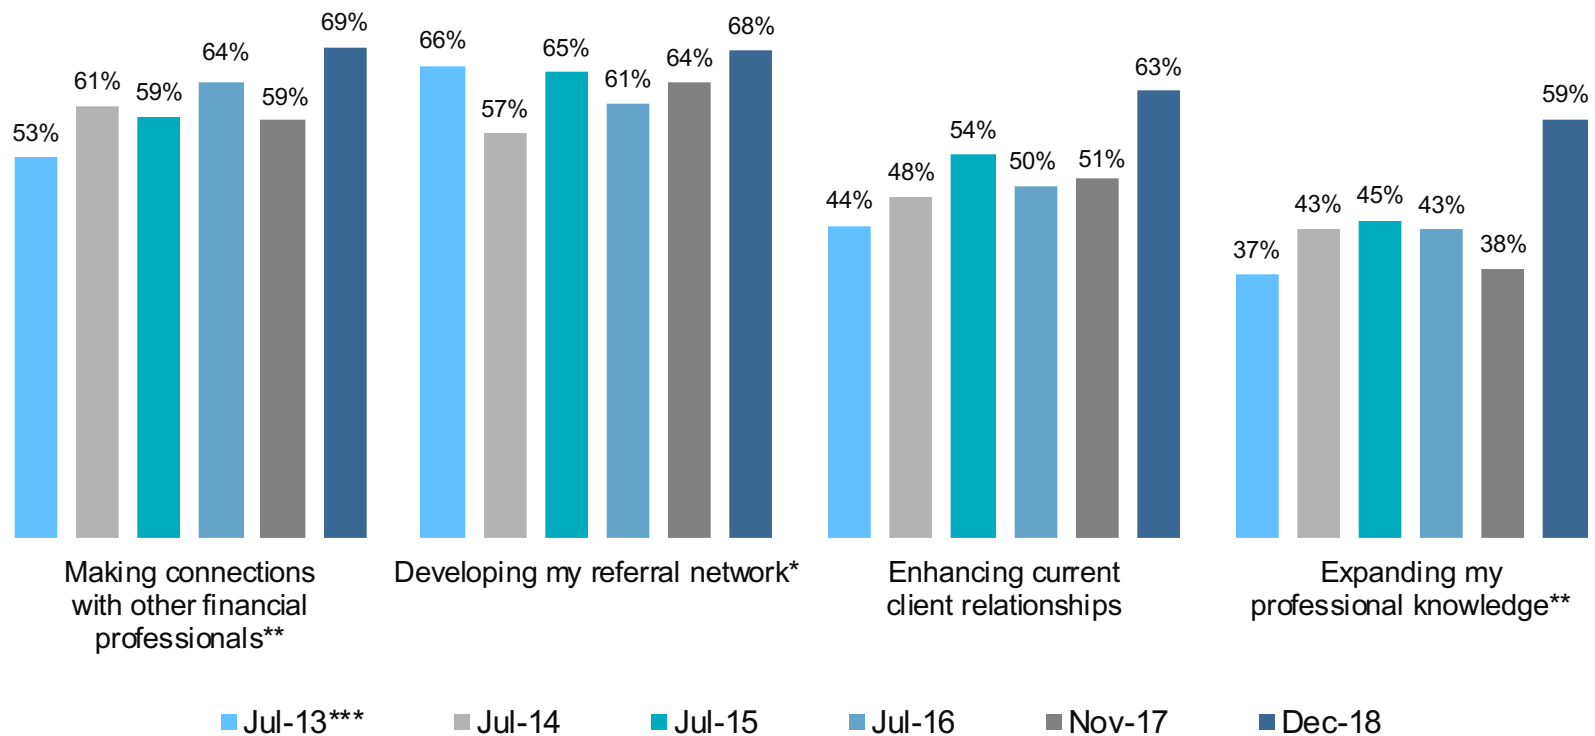 53%
61%
59%
64%
59%
69%
66%
57%
65%
61%
64%
68%
44%
48%
54%
50%
51%
63%
37%
43%
45%
43%
38%
59%
Making connections
with other financial
professionals**
Developing my referral network*
Enhancing current
client relationships
Expanding my
professional knowledge**
Jul-13*** Jul-14 Jul-15 Jul-16 Nov-17 Dec-18